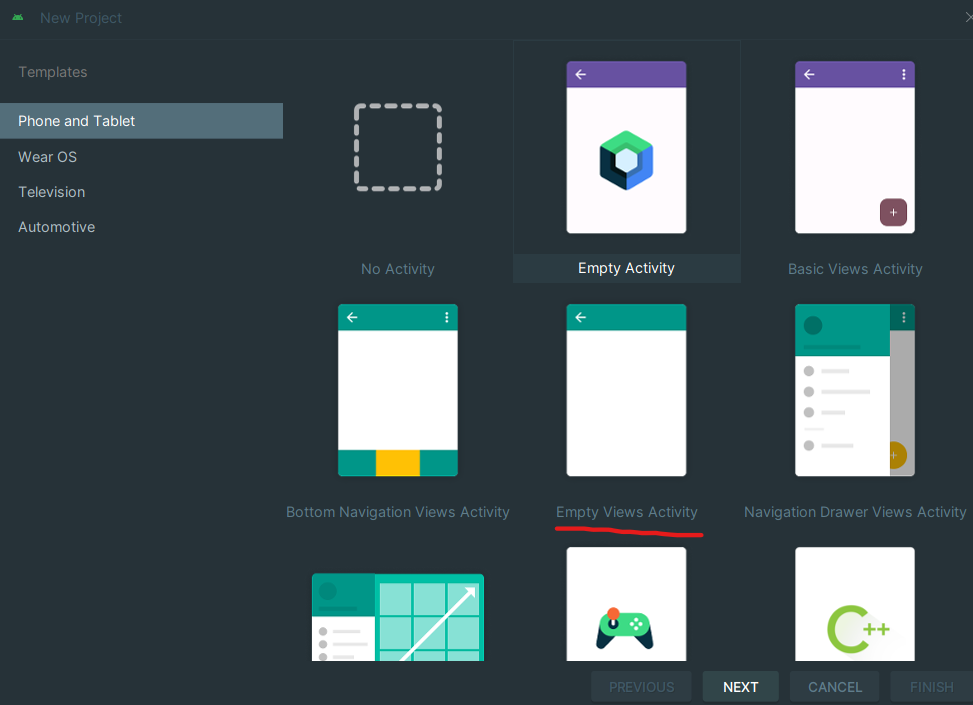 New Project
Templates
Phone and Tablet
Wear OS
Television
Automotive
No Activity
Empty Activity
Basic Views Activity
Bottom Navigation Views Activity
Empty Views Activity
Navigation Drawer Views Activity
C++
PREVIOUS
NEXT
CANCEL
FINISH